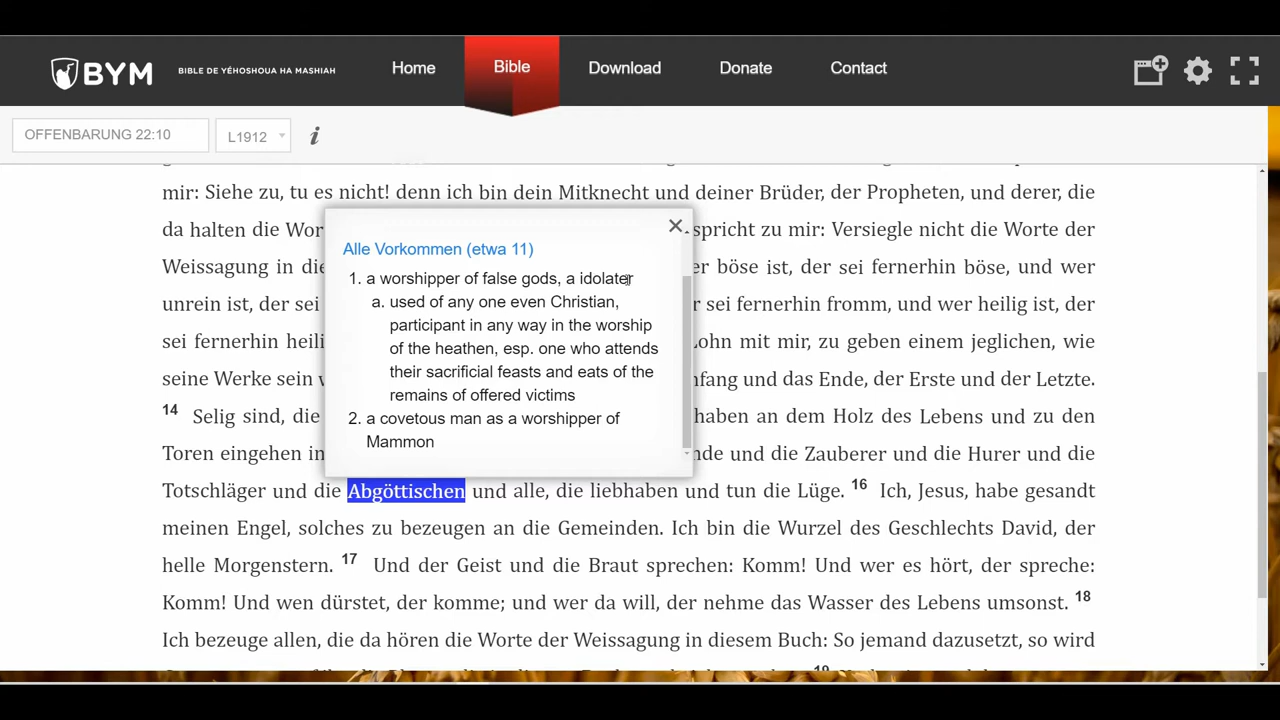 BYM
BIBLE DE YÉHOSHOUA HA MASHIAH
Home
Bible
Download
Donate
Contact
OFFENBARUNG 22:10
L1912
i
mir: Siehe zu, tu es nicht! denn ich bin dein Mitknecht und deiner Brüder, der Propheten, und derer, die
da halten die Wor spricht zu mir: Versiegle nicht die Worte der
Weissagung in die er böse ist, der sei fernerhin böse, und wer
unrein ist, der sei er sei fernerhin fromm, und wer heilig ist, der
sei fernerhin heili Lohn mit mir, zu geben einem jeglichen, wie
seine Werke sein nfang und das Ende, der Erste und der Letzte.
14 Selig sind, die haben an dem Holz des Lebens und zu den
Toren eingehen in nde und die Zauberer und die Hurer und die
Totschläger und die Abgöttischen und alle, die liebhaben und tun die Lüge. 16 Ich, Jesus, habe gesandt
meinen Engel, solches zu bezeugen an die Gemeinden. Ich bin die Wurzel des Geschlechts David, der
helle Morgenstern. 17 Und der Geist und die Braut sprechen: Komm! Und wer es hört, der spreche:
Komm! Und wen dürstet, der komme; und wer da will, der nehme das Wasser des Lebens umsonst. 18
Ich bezeuge allen, die da hören die Worte der Weissagung in diesem Buch: So jemand dazusetzt, so wird
Alle Vorkommen (etwa 11)
1. a worshipper of false gods, a idolater
a. used of any one even Christian,
participant in any way in the worship
of the heathen, esp. one who attends
their sacrificial feasts and eats of the
remains of offered victims
2. a covetous man as a worshipper of
Mammon